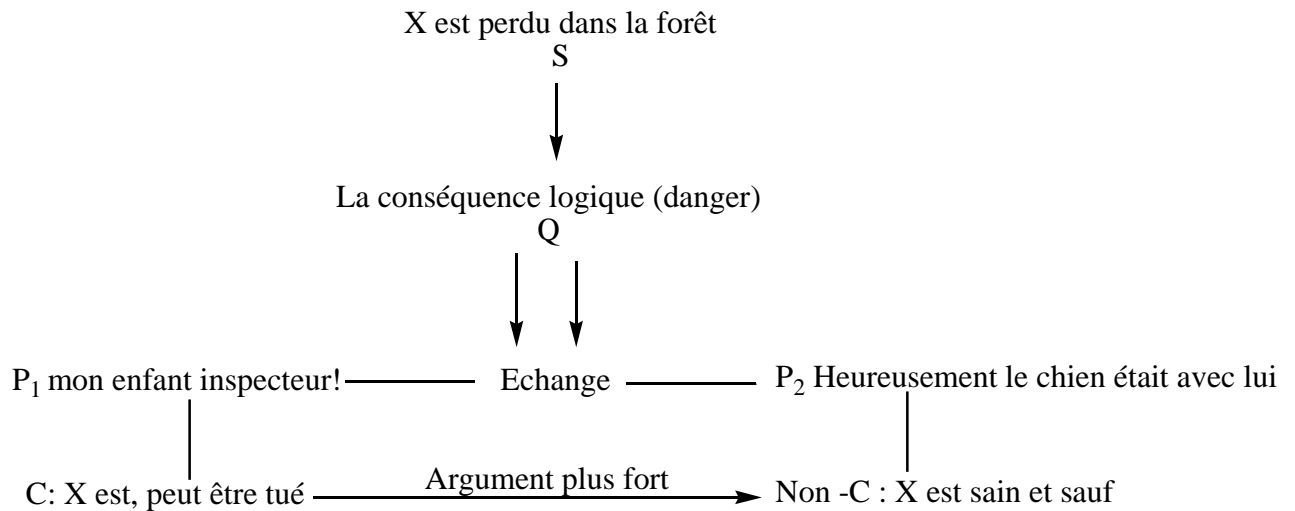 X est perdu dans la forêt
S
La conséquence logique (danger)
Q
P1 mon enfant inspecteur! Echange P2 Heureusement le chien était avec lui
C: X est, peut être tué Argument plus fort Non -C : X est sain et sauf